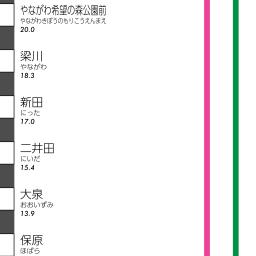 やながわ希望の森公園前
やながわきぼうのもりこうえんまえ
20.0
梁川
やながわ
18.3
新田
にった
17.0
二井田
にいだ
15.4
大泉
おおいずみ
13.9
保原
ほばら